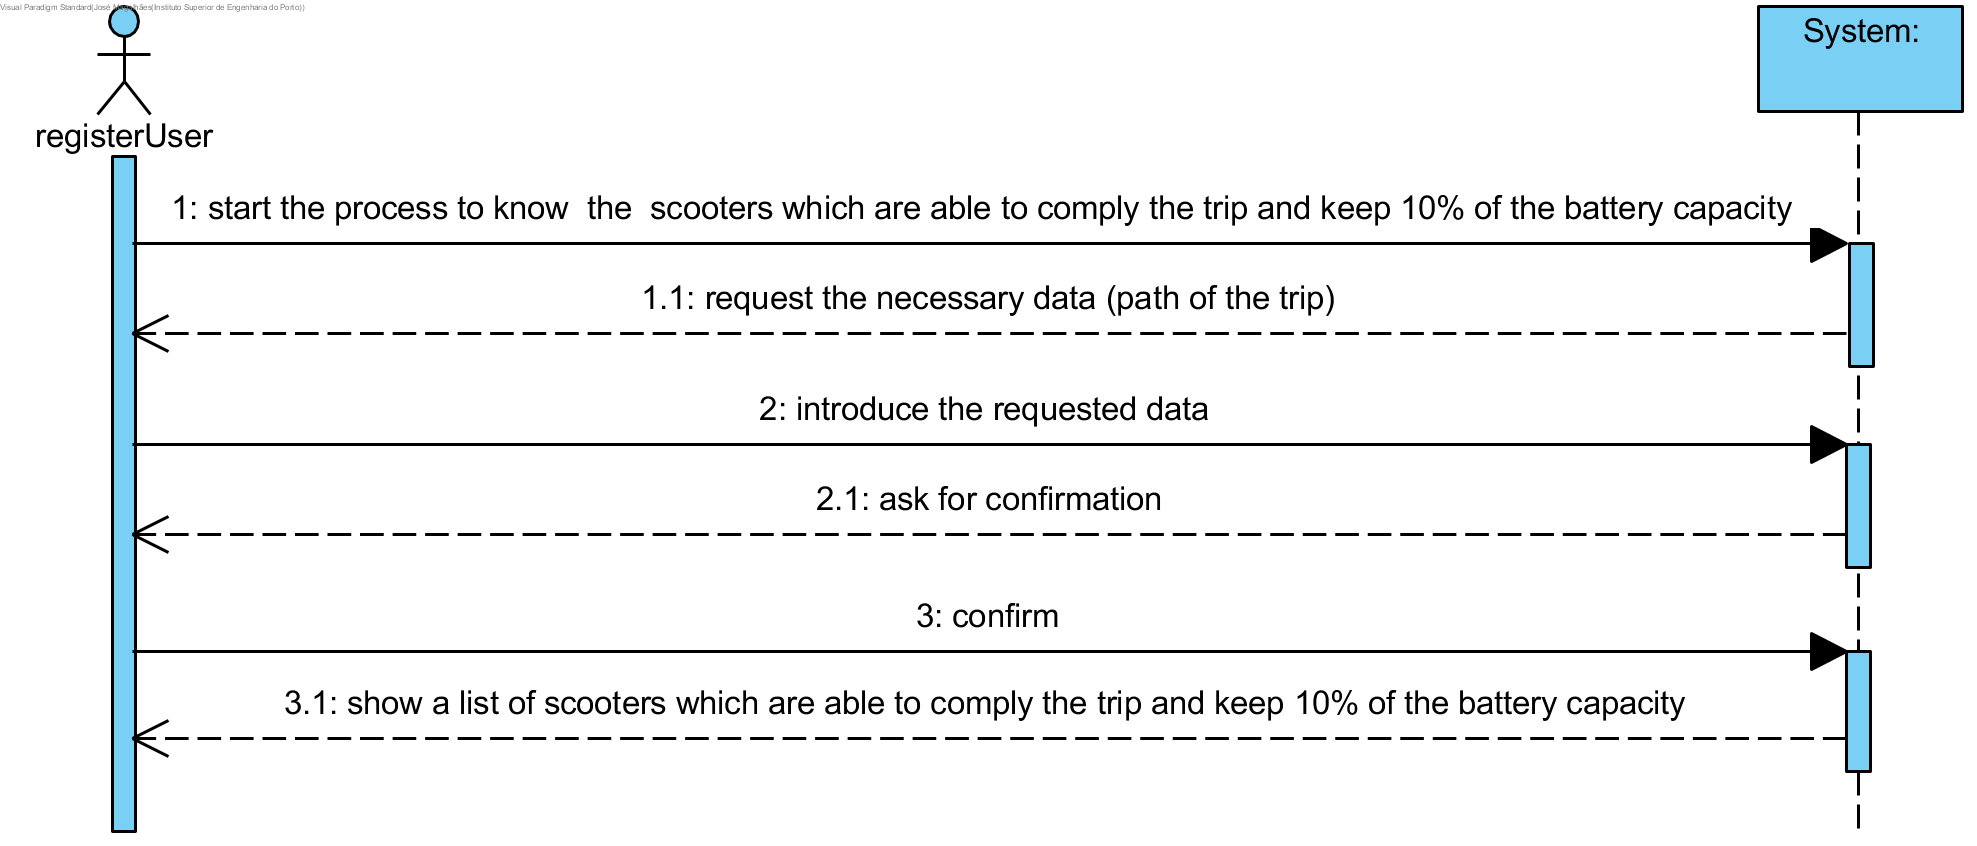 Visual Paradigm Standard(José Magalhães(Instituto Superior de Engenharia do Porto))
System:
registerUser
1: start the process to know  the  scooters which are able to comply the trip and keep 10% of the battery capacity
1.1: request the necessary data (path of the trip)
2: introduce the requested data
2.1: ask for confirmation
3: confirm
3.1: show a list of scooters which are able to comply the trip and keep 10% of the battery capacity